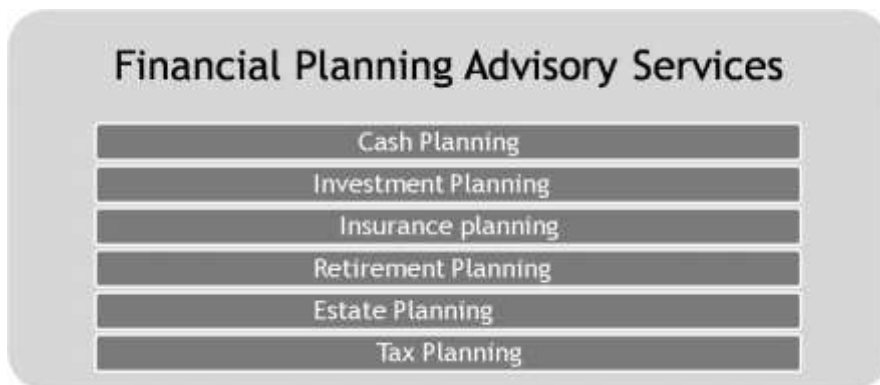 Financial Planning Advisory Services
Cash Planning
Investment Planning
Insurance planning
Retirement Planning
Estate Planning
Tax Planning